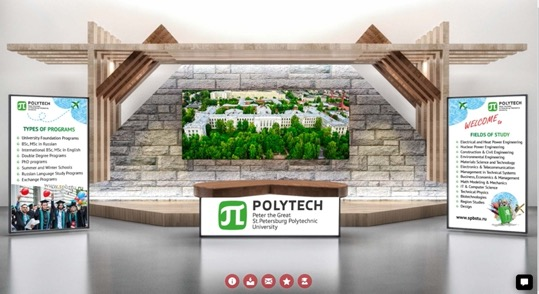 POLYTECH
TYPES OF PROGRAMS
University Foundation Programs
BSc, MSc in Russian
International BSc, MSc in English
Double Degree Programs
PhD programs
Summer and Winter Schools
Russian Language Study Programs
Exchange Programs
POLYTECH
Peter the Great
St. Petersburg Polytechnic
University
POLYTECH
WELCOME to
FIELDS OF STUDY
Electrical and Heat Power Engineering
Nuclear Power Engineering
Construction & Civil Engineering
Environmental Engineering
Materials Science and Technology
Electronics & Telecommunication
Management in Technical Systems
Business, Economics & Management
Math Modeling & Mechanics
IT & Computer Science
Technical Physics
Biotechnologies
Region Studies
Design
www.spbstu.ru